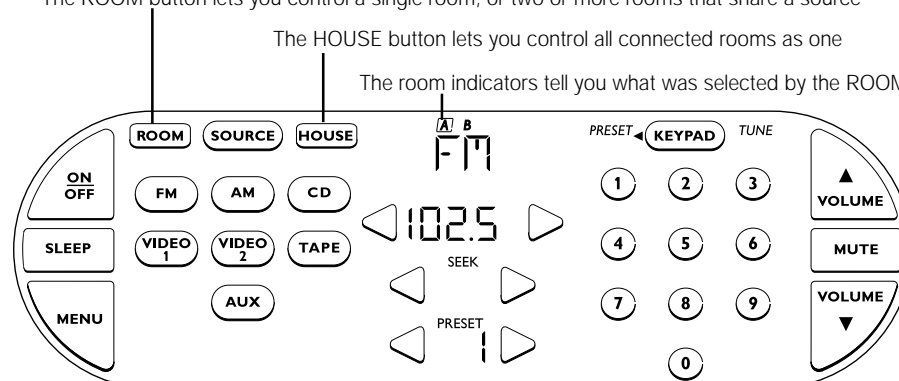 The ROOM button lets you control a single room, or two or more rooms that share a source
The HOUSE button lets you control all connected rooms as one
The room indicators tell you what was selected by the ROOM
ROOM SOURCE HOUSE A B PRESET KEYPAD TUNE
FM
ON
OFF
FM AM CD 1 2 3 VOLUME
102.5
SLEEP VIDEO 1 VIDEO 2 TAPE 4 5 6 MUTE
SEEK
MENU AUX 7 8 9 VOLUME
PRESET
1
0